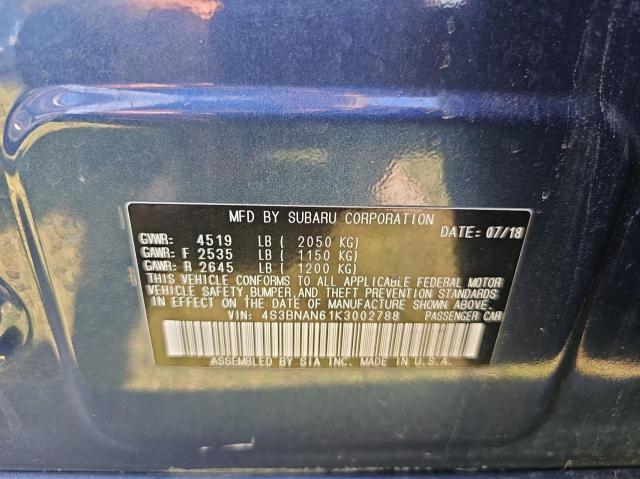 MFD BY SUBARU CORPORATION
DATE: 07/18
GVWR: 4519 LB ( 2050 KG)
GAWR: F 2535 LB ( 1150 KG)
GAWR: R 2645 LB ( 1200 KG)
THIS VEHICLE CONFORMS TO ALL APPLICABLE FEDERAL MOTOR
VEHICLE SAFETY,BUMPER,AND THEFT PREVENTION STANDARDS
IN EFFECT ON THE DATE OF MANUFACTURE SHOWN ABOVE.
VIN: 4S3BNAN61K3002788 PASSENGER CAR
ASSEMBLED BY SIA INC. MADE IN U.S.A.